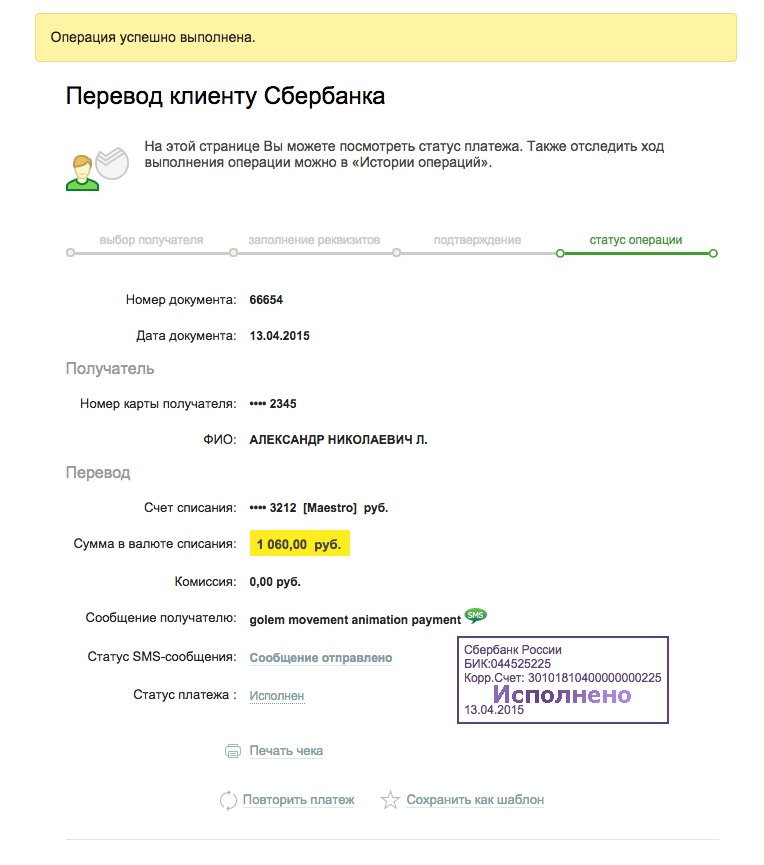 Операция успешно выполнена.
Перевод клиенту Сбербанка
На этой странице Вы можете посмотреть статус платежа. Также отследить ход
выполнения операции можно в «Истории операций».
выбор получателя заполнение реквизитов подтверждение статус операции
Номер документа: 66654
Дата документа: 13.04.2015
Получатель
Номер карты получателя: •••• 2345
ФИО: АЛЕКСАНДР НИКОЛАЕВИЧ Л.
Перевод
Счет списания: •••• 3212 [Maestro] руб.
Сумма в валюте списания: 1 060,00 руб.
Комиссия: 0,00 руб.
Сообщение получателю: golem movement animation payment SMS
Статус SMS-сообщения: Сообщение отправлено
Статус платежа : Исполнен
Сбербанк России
БИК:044525225
Корр.Счет: 30101810400000000225
Исполнено
13.04.2015
Печать чека
Повторить платеж Сохранить как шаблон